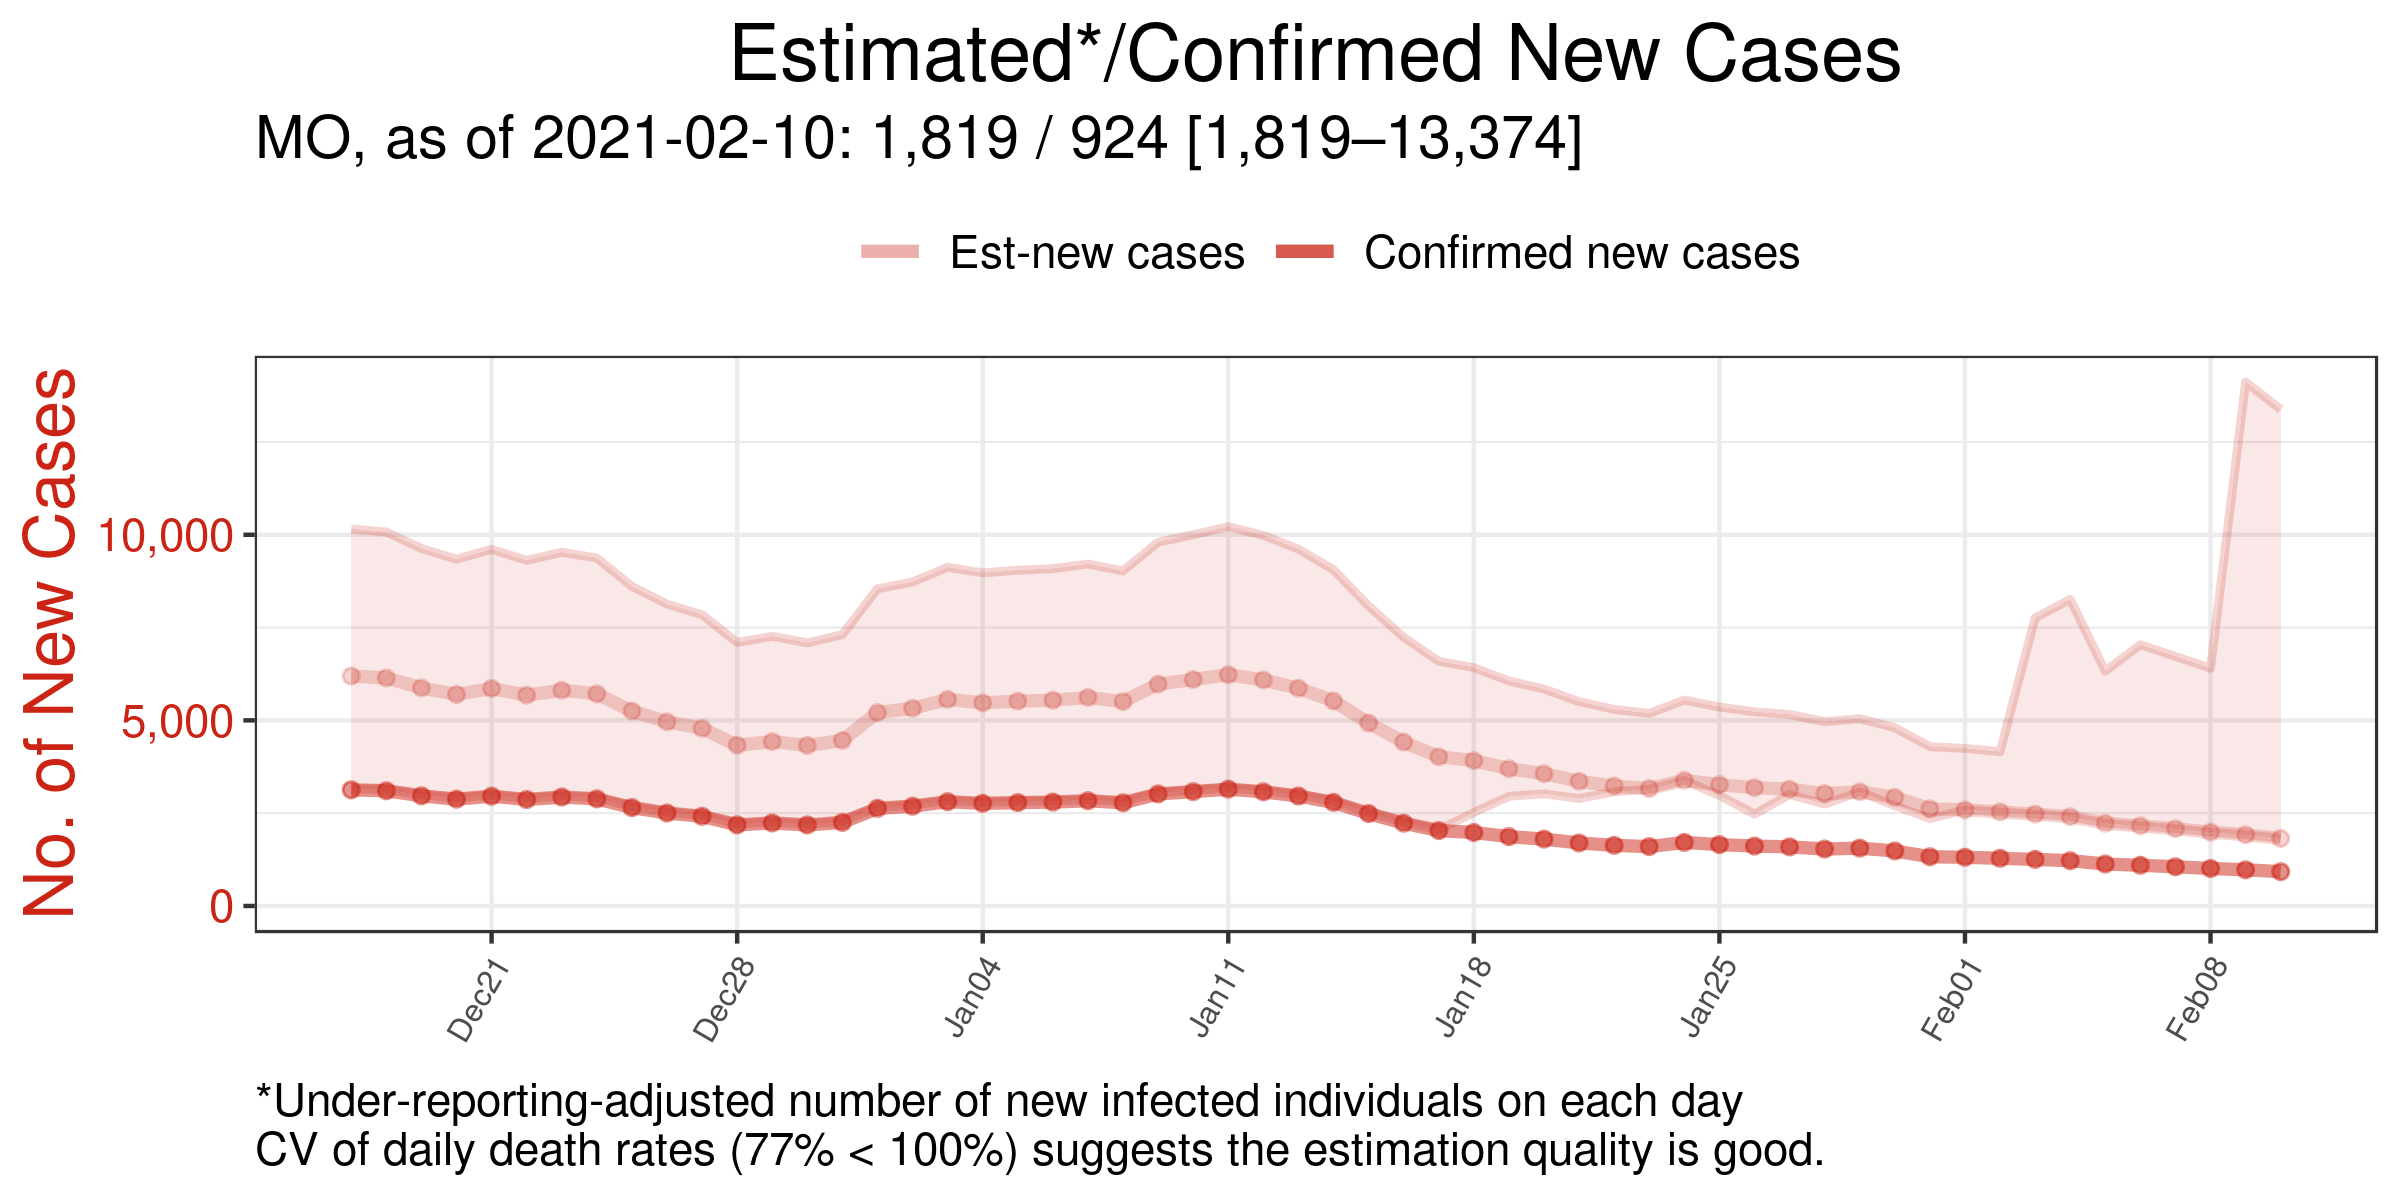 Estimated*/Confirmed New Cases
MO, as of 2021-02-10: 1,819 / 924 [1,819–13,374]
Est-new cases Confirmed new cases
No. of New Cases
10,000
5,000
0
Dec21 Dec28 Jan04 Jan11 Jan18 Jan25 Feb01 Feb08
*Under-reporting-adjusted number of new infected individuals on each day
CV of daily death rates (77% < 100%) suggests the estimation quality is good.